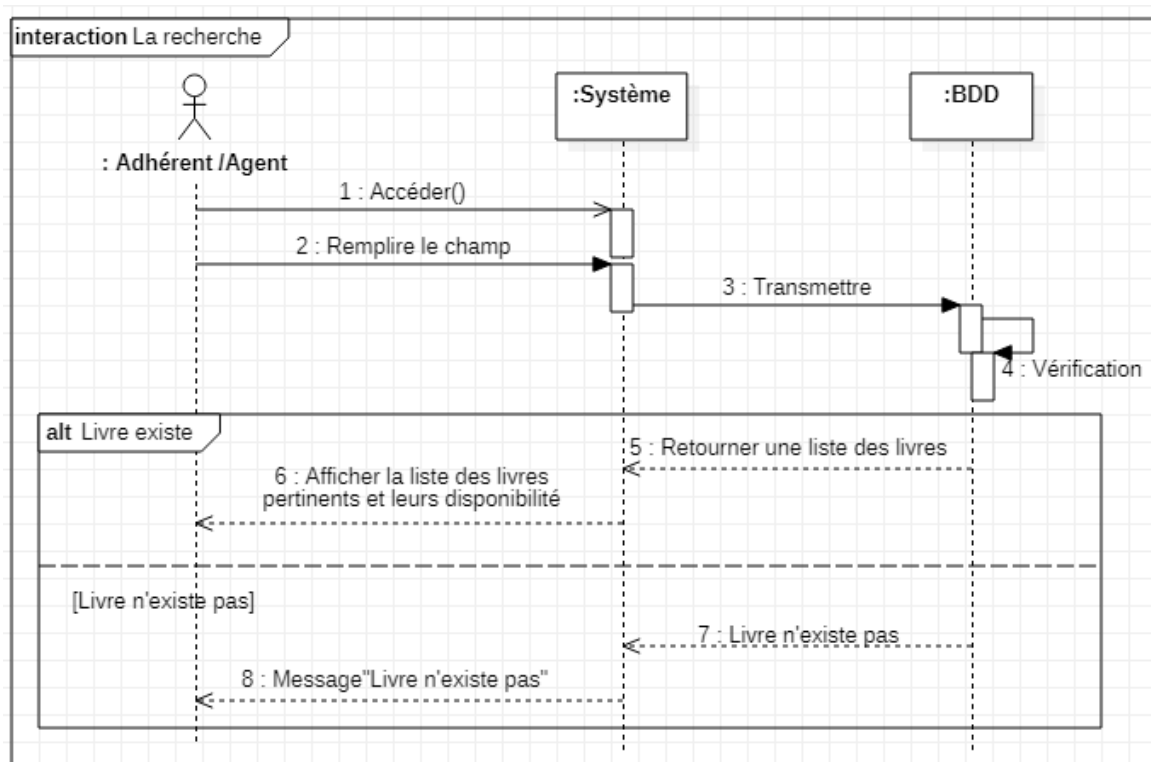 interaction La recherche
:Système
:BDD
: Adhérent /Agent
1 : Accéder()
2 : Remplire le champ
3 : Transmettre
4 : Vérification
alt Livre existe
5 : Retourner une liste des livres
6 : Afficher la liste des livres
pertinents et leurs disponibilité
[Livre n'existe pas]
7 : Livre n'existe pas
8 : Message"Livre n'existe pas"